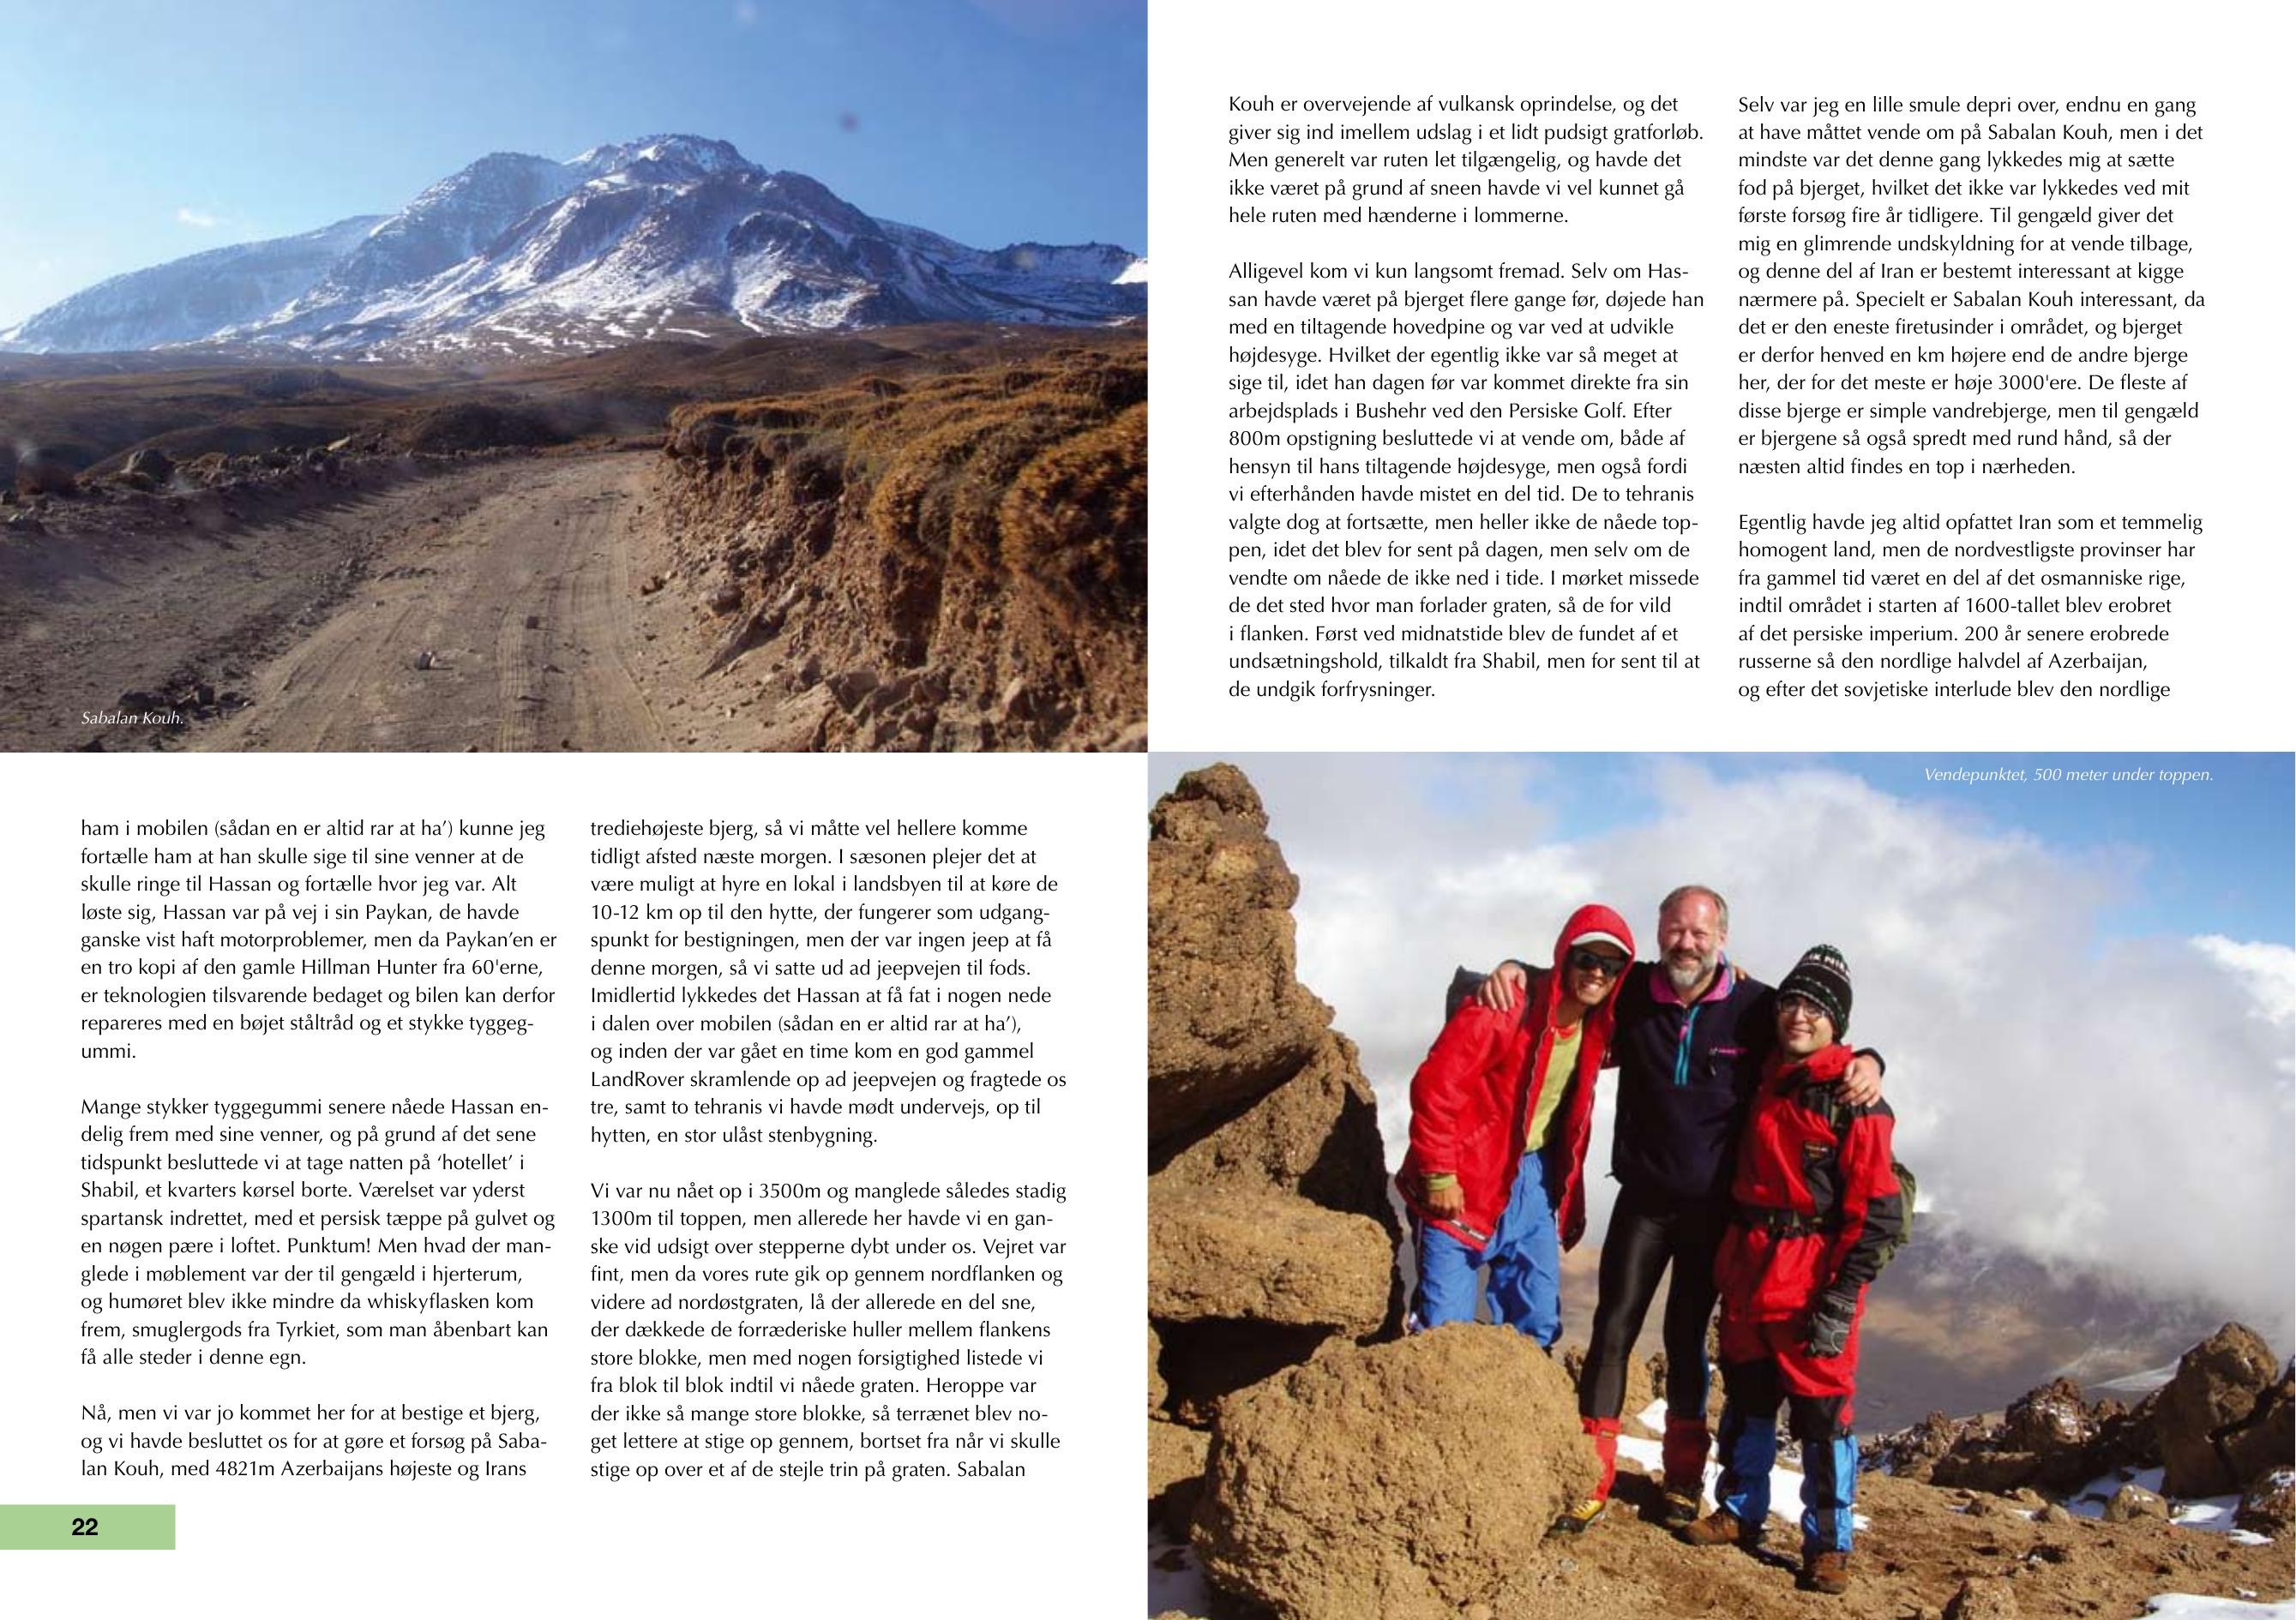 Sabalan Kouh.
ham i mobilen (sådan en er altid rar at ha’) kunne jeg
fortælle ham at han skulle sige til sine venner at de
skulle ringe til Hassan og fortælle hvor jeg var. Alt
løste sig, Hassan var på vej i sin Paykan, de havde
ganske vist haft motorproblemer, men da Paykan’en er
en tro kopi af den gamle Hillman Hunter fra 60'erne,
er teknologien tilsvarende bedaget og bilen kan derfor
repareres med en bøjet ståltråd og et stykke tyggeg-
ummi.
Mange stykker tyggegummi senere nåede Hassan en-
delig frem med sine venner, og på grund af det sene
tidspunkt besluttede vi at tage natten på ‘hotellet’ i
Shabil, et kvarters kørsel borte. Værelset var yderst
spartansk indrettet, med et persisk tæppe på gulvet og
en nøgen pære i loftet. Punktum! Men hvad der man-
glede i møblement var der til gengæld i hjerterum,
og humøret blev ikke mindre da whiskyflasken kom
frem, smuglergods fra Tyrkiet, som man åbenbart kan
få alle steder i denne egn.
Nå, men vi var jo kommet her for at bestige et bjerg,
og vi havde besluttet os for at gøre et forsøg på Saba-
lan Kouh, med 4821m Azerbaijans højeste og Irans
trediehøjeste bjerg, så vi måtte vel hellere komme
tidligt afsted næste morgen. I sæsonen plejer det at
være muligt at hyre en lokal i landsbyen til at køre de
10-12 km op til den hytte, der fungerer som udgang-
spunkt for bestigningen, men der var ingen jeep at få
denne morgen, så vi satte ud ad jeepvejen til fods.
Imidlertid lykkedes det Hassan at få fat i nogen nede
i dalen over mobilen (sådan en er altid rar at ha’),
og inden der var gået en time kom en god gammel
LandRover skramlende op ad jeepvejen og fragtede os
tre, samt to tehranis vi havde mødt undervejs, op til
hytten, en stor ulåst stenbygning.
Vi var nu nået op i 3500m og manglede således stadig
1300m til toppen, men allerede her havde vi en gan-
ske vid udsigt over stepperne dybt under os. Vejret var
fint, men da vores rute gik op gennem nordflanken og
videre ad nordøstgraten, lå der allerede en del sne,
der dækkede de forræderiske huller mellem flankens
store blokke, men med nogen forsigtighed listede vi
fra blok til blok indtil vi nåede graten. Heroppe var
der ikke så mange store blokke, så terrænet blev no-
get lettere at stige op gennem, bortset fra når vi skulle
stige op over et af de stejle trin på graten. Sabalan
22
Kouh er overvejende af vulkansk oprindelse, og det
giver sig ind imellem udslag i et lidt pudsigt gratforløb.
Men generelt var ruten let tilgængelig, og havde det
ikke været på grund af sneen havde vi vel kunnet gå
hele ruten med hænderne i lommerne.
Alligevel kom vi kun langsomt fremad. Selv om Has-
san havde været på bjerget flere gange før, døjede han
med en tiltagende hovedpine og var ved at udvikle
højdesyge. Hvilket der egentlig ikke var så meget at
sige til, idet han dagen før var kommet direkte fra sin
arbejdsplads i Bushehr ved den Persiske Golf. Efter
800m opstigning besluttede vi at vende om, både af
hensyn til hans tiltagende højdesyge, men også fordi
vi efterhånden havde mistet en del tid. De to tehranis
valgte dog at fortsætte, men heller ikke de nåede top-
pen, idet det blev for sent på dagen, men selv om de
vendte om nåede de ikke ned i tide. I mørket missede
de det sted hvor man forlader graten, så de for vild
i flanken. Først ved midnatstide blev de fundet af et
undsætningshold, tilkaldt fra Shabil, men for sent til at
de undgik forfrysninger.
Selv var jeg en lille smule depri over, endnu en gang
at have måttet vende om på Sabalan Kouh, men i det
mindste var det denne gang lykkedes mig at sætte
fod på bjerget, hvilket det ikke var lykkedes ved mit
første forsøg fire år tidligere. Til gengæld giver det
mig en glimrende undskyldning for at vende tilbage,
og denne del af Iran er bestemt interessant at kigge
nærmere på. Specielt er Sabalan Kouh interessant, da
det er den eneste firetusinder i området, og bjerget
er derfor henved en km højere end de andre bjerge
her, der for det meste er høje 3000'ere. De fleste af
disse bjerge er simple vandrebjerge, men til gengæld
er bjergene så også spredt med rund hånd, så der
næsten altid findes en top i nærheden.
Egentlig havde jeg altid opfattet Iran som et temmelig
homogent land, men de nordvestligste provinser har
fra gammel tid været en del af det osmanniske rige,
indtil området i starten af 1600-tallet blev erobret
af det persiske imperium. 200 år senere erobrede
russerne så den nordlige halvdel af Azerbaijan,
og efter det sovjetiske interlude blev den nordlige
Vendepunktet, 500 meter under toppen.